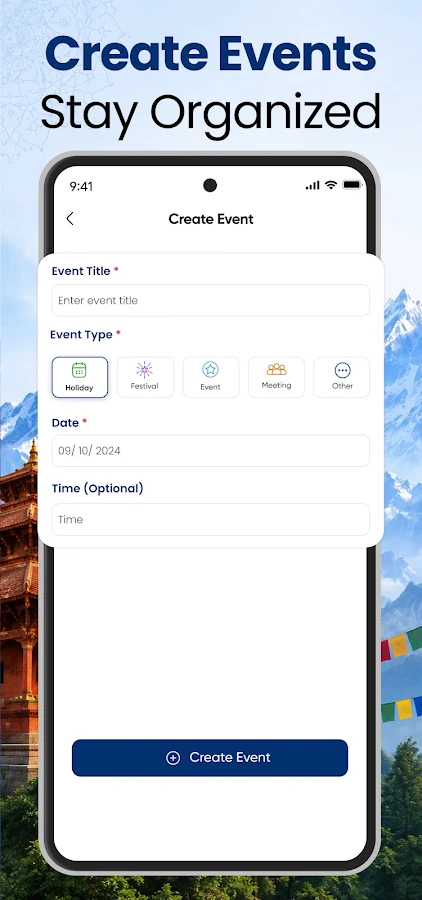 Create Events
Stay Organized
9:41
Create Event
Event Title *
Enter event title
Event Type *
Holiday
Festival
Event
Meeting
Other
Date *
09/ 10/ 2024
Time (Optional)
Time
Create Event